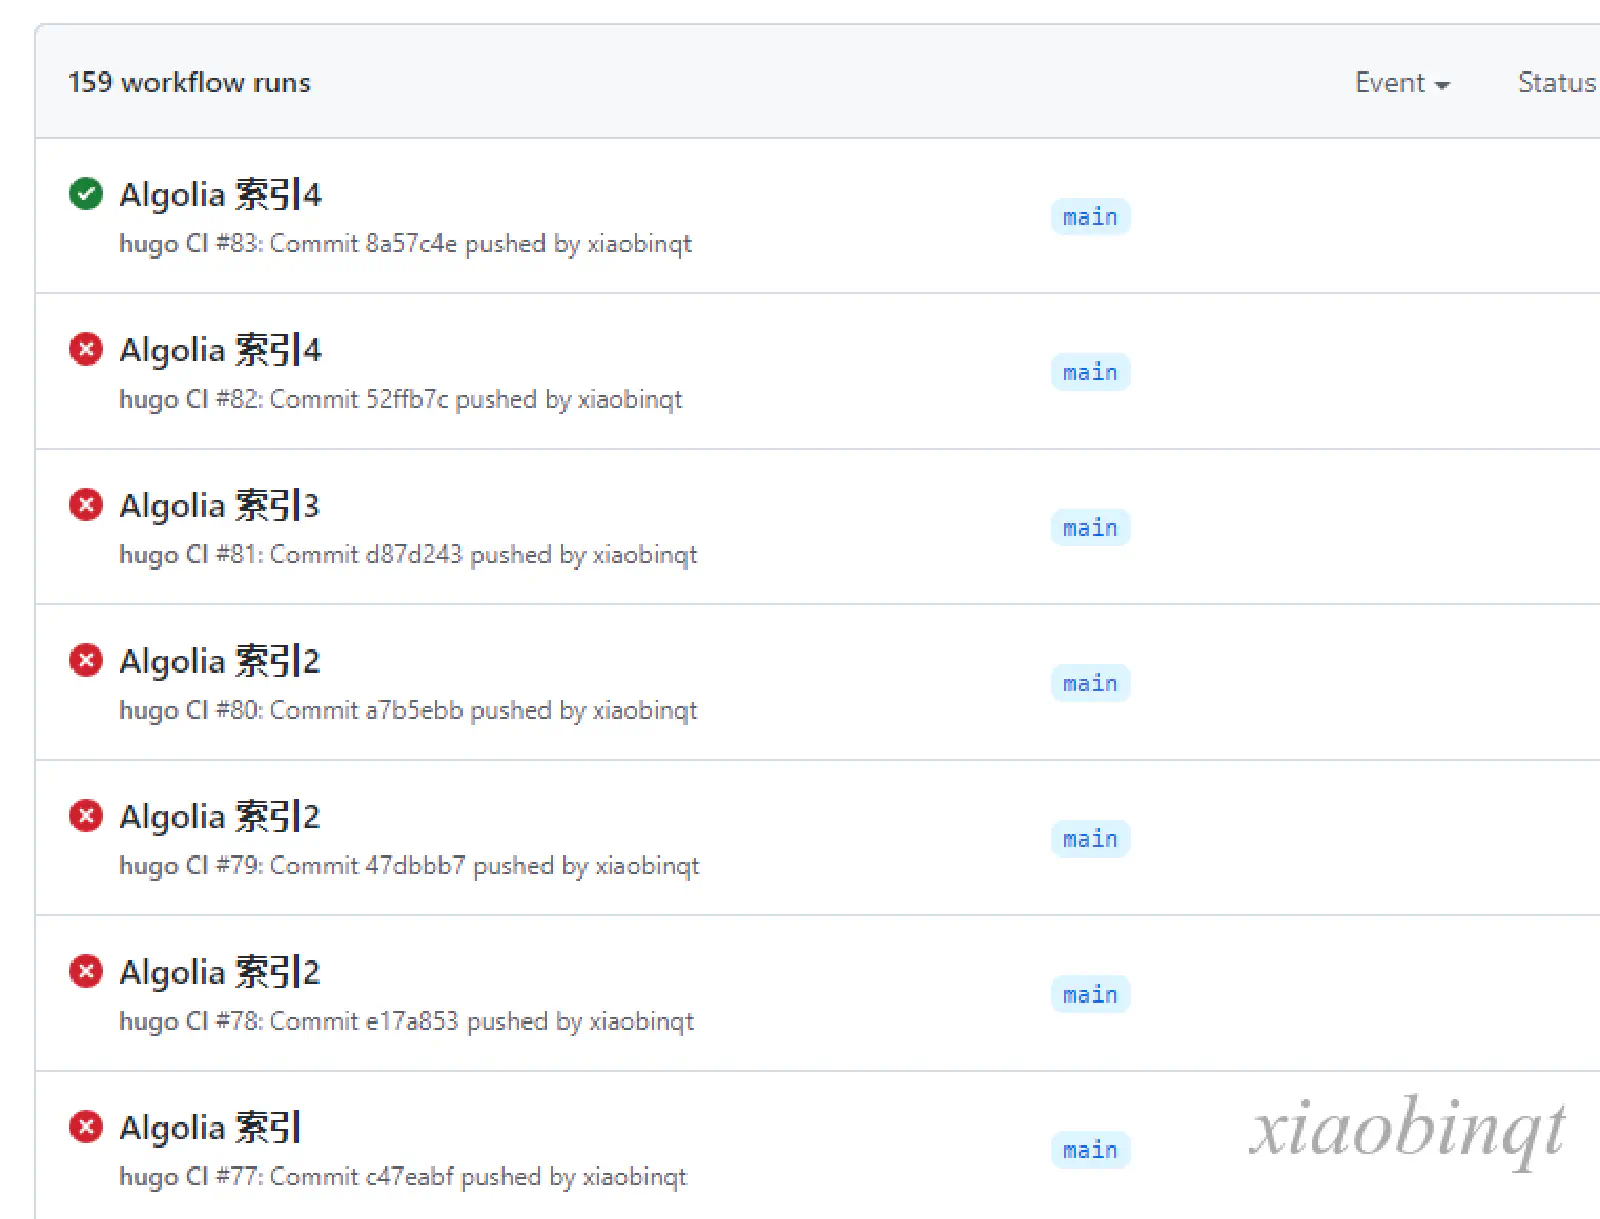 159 workflow runs
Event
Status
Algolia 索引4
main
hugo CI #83: Commit 8a57c4e pushed by xiaobinqt
Algolia 索引4
main
hugo CI #82: Commit 52ffb7c pushed by xiaobinqt
Algolia 索引3
main
hugo CI #81: Commit d87d243 pushed by xiaobinqt
Algolia 索引2
main
hugo CI #80: Commit a7b5ebb pushed by xiaobinqt
Algolia 索引2
main
hugo CI #79: Commit 47dbbb7 pushed by xiaobinqt
Algolia 索引2
main
hugo CI #78: Commit e17a853 pushed by xiaobinqt
Algolia 索引
main
hugo CI #77: Commit c47eabf pushed by xiaobinqt
xiaobinqt